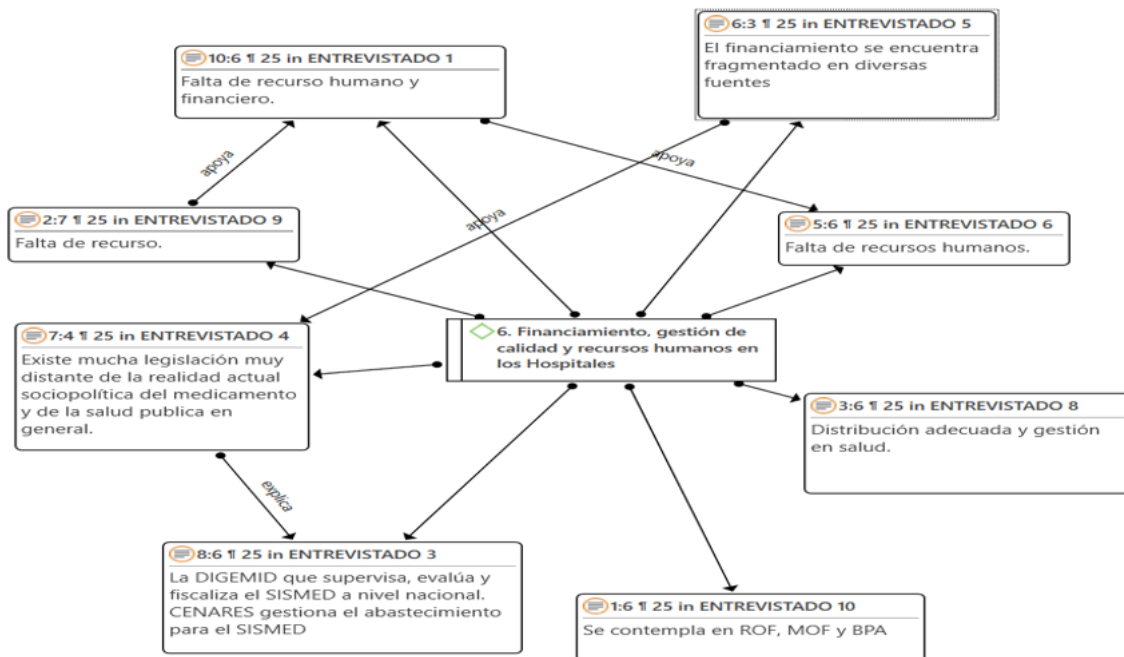 6:3 ¶ 25 in ENTREVISTADO 5
El financiamiento se encuentra
fragmentado en diversas
fuentes
10:6 ¶ 25 in ENTREVISTADO 1
Falta de recurso humano y
financiero.
apoya
apoya
2:7 ¶ 25 in ENTREVISTADO 9
Falta de recurso.
apoya
5:6 ¶ 25 in ENTREVISTADO 6
Falta de recursos humanos.
7:4 ¶ 25 in ENTREVISTADO 4
Existe mucha legislación muy
distante de la realidad actual
sociopolítica del medicamento
y de la salud publica en
general.
6. Financiamiento, gestión de
calidad y recursos humanos en
los Hospitales
3:6 ¶ 25 in ENTREVISTADO 8
Distribución adecuada y gestión
en salud.
explica
8:6 ¶ 25 in ENTREVISTADO 3
La DIGEMID que supervisa, evalúa y
fiscaliza el SISMED a nivel nacional.
CENARES gestiona el abastecimiento
para el SISMED
1:6 ¶ 25 in ENTREVISTADO 10
Se contempla en ROF, MOF y BPA